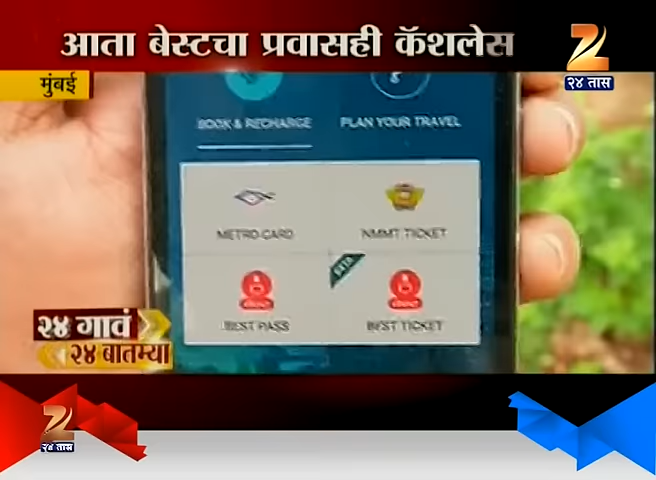 आता बेस्टचा प्रवासही कॅशलेस
२४ तास
मुंबई
BOOK & RECHARGE
PLAN YOUR TRAVEL
METRO CARD
NMMT TICKET
BETA
BEST PASS
BEST TICKET
२४ गावं
२४ बातम्या
२४ तास